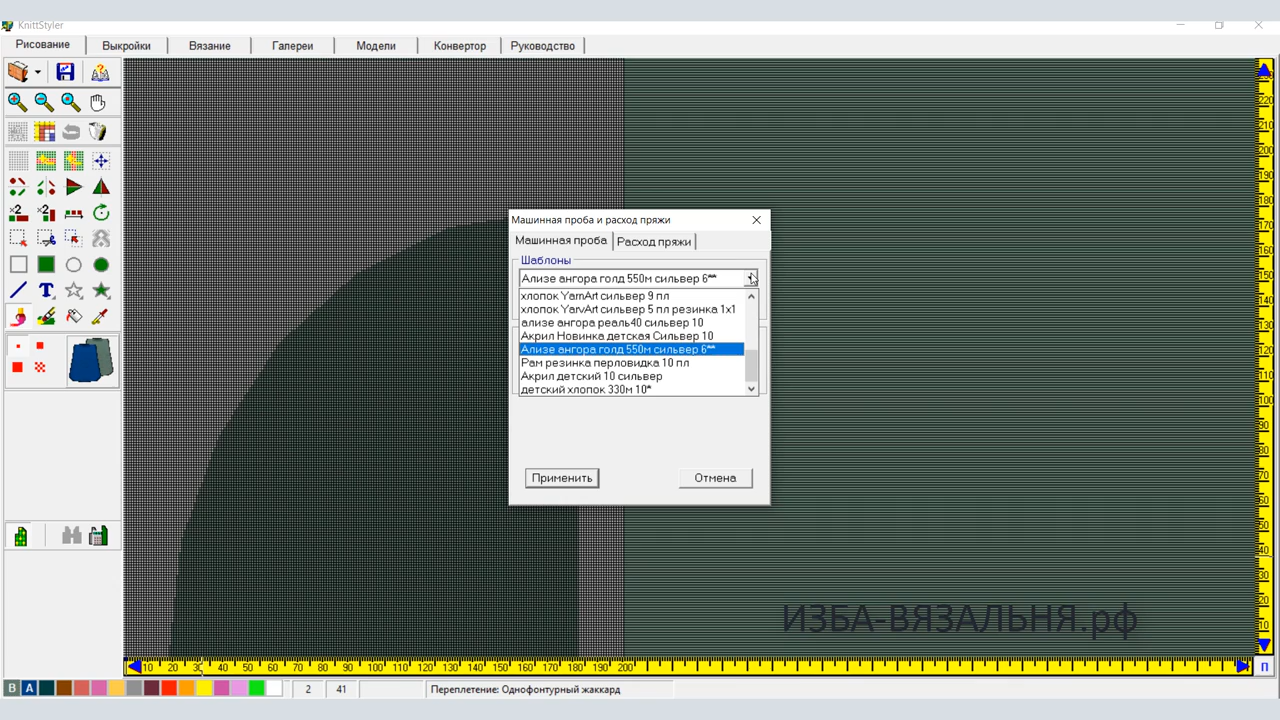 KnittStyler
Рисование Выкройки Вязание Галереи Модели Конвертор Руководство
Машинная проба и расход пряжи
Машинная проба Расход пряжи
Шаблоны
Ализе ангора голд 550м сильвер 6**
хлопок YarnArt сильвер 9 пл
хлопок YarvArt сильвер 5 пл резинка 1х1
ализе ангора реаль40 сильвер 10
Акрил Новинка детская Сильвер 10
Ализе ангора голд 550м сильвер 6**
Рам резинка перловидка 10 пл
Акрил детский 10 сильвер
детский хлопок 330м 10*
Применить Отмена
220
210
200
190
180
170
160
150
140
130
120
110
100
90
80
70
60
50
40
30
20
10
ИЗБА-ВЯЗАЛЬНЯ.рф
10 20 30 40 50 60 70 80 90 100 110 120 130 140 150 160 170 180 190 200 П
B A 2 41 Переплетение: Однофонтурный жаккард